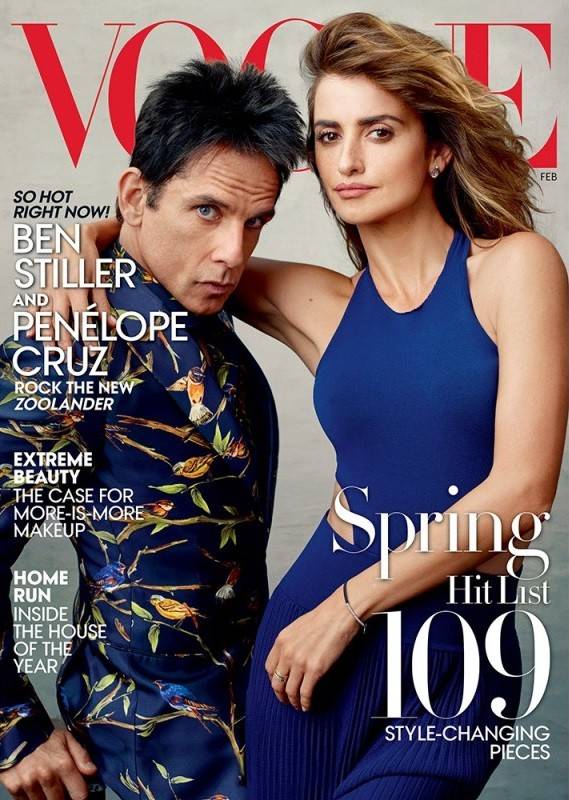 VOGUE
FEB
SO HOT
RIGHT NOW!
BEN
STILLER
AND
PENÉLOPE
CRUZ
ROCK THE NEW
ZOOLANDER
EXTREME
BEAUTY
THE CASE FOR
MORE-IS-MORE
MAKEUP
HOME
RUN
INSIDE
THE HOUSE
OF THE
YEAR
Spring
Hit List
109
STYLE-CHANGING
PIECES